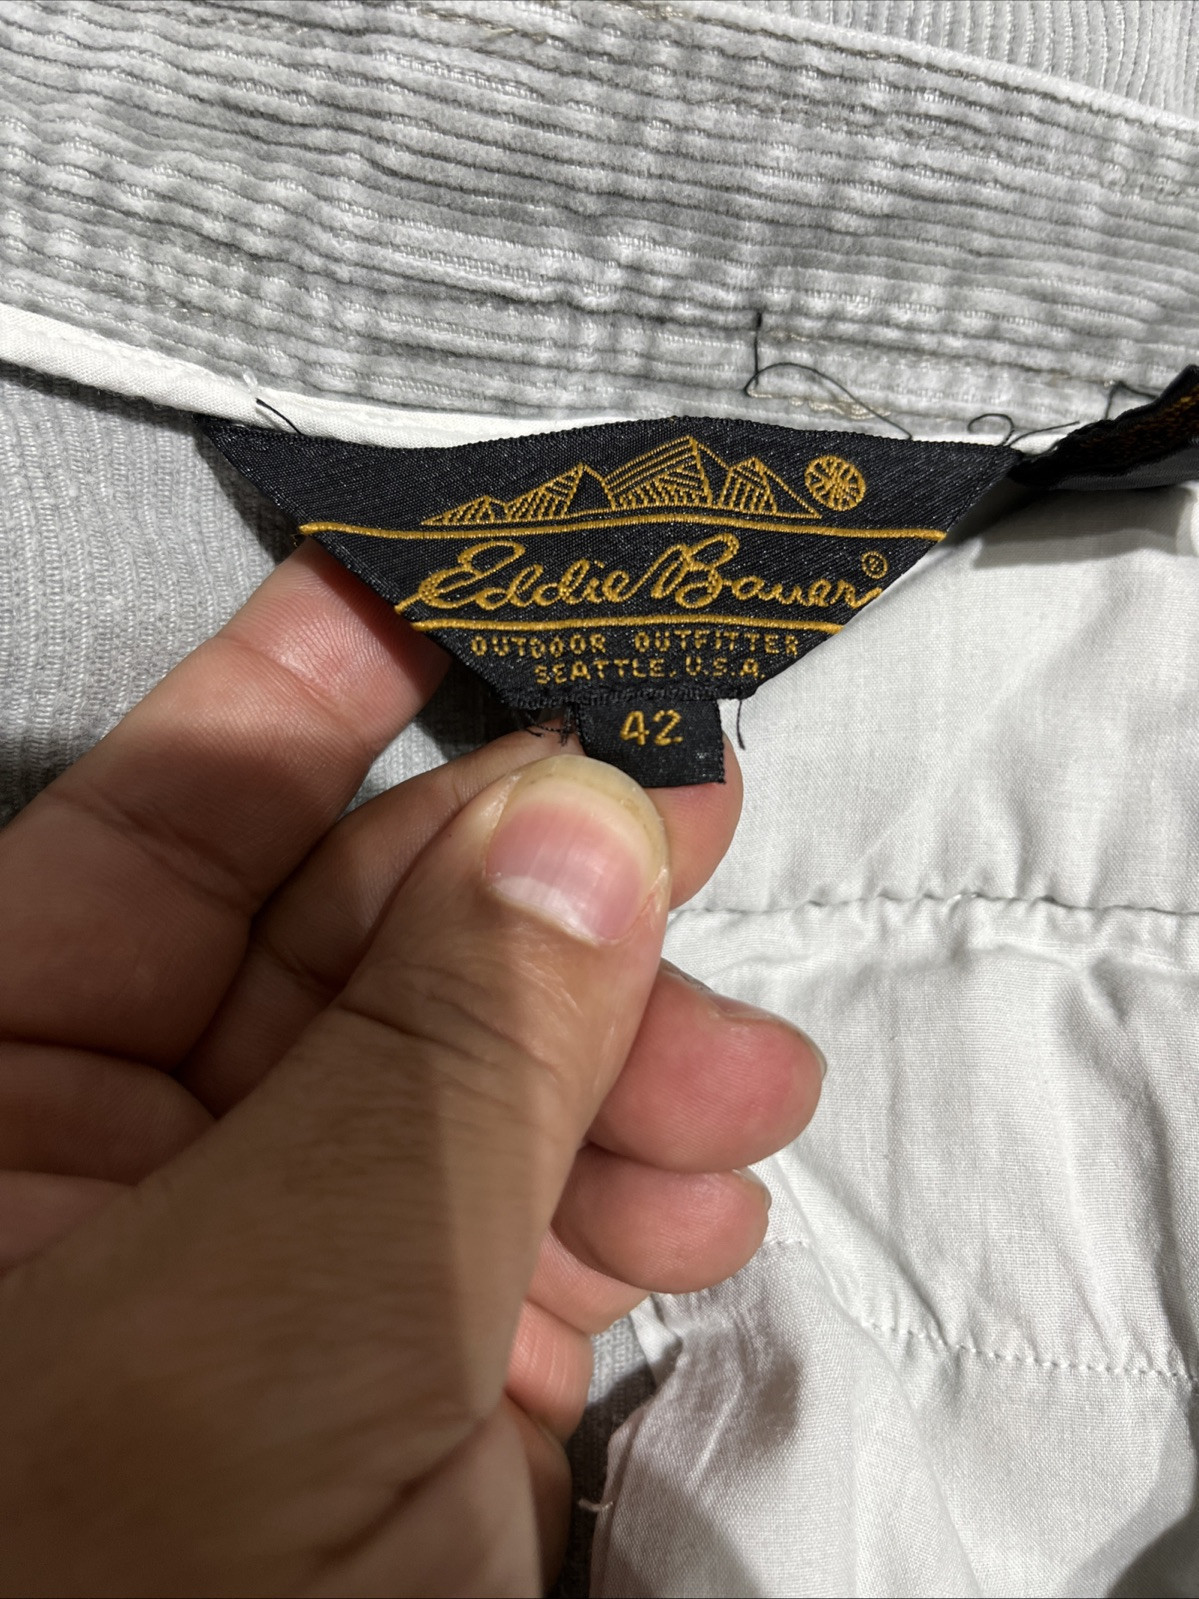 Eddie Bauer®
OUTDOOR OUTFITTER
SEATTLE, U.S.A.
42